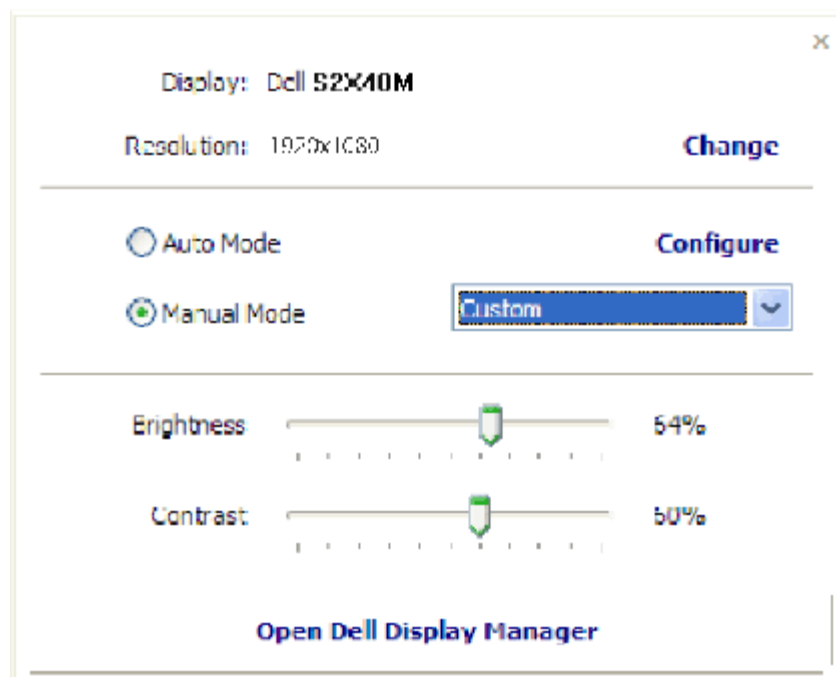 Display: Dell S2X40M
Resolution: 1920x1080 Change
Auto Mode Configure
Manual Mode Custom
Brightness 64%
Contrast 60%
Open Dell Display Manager